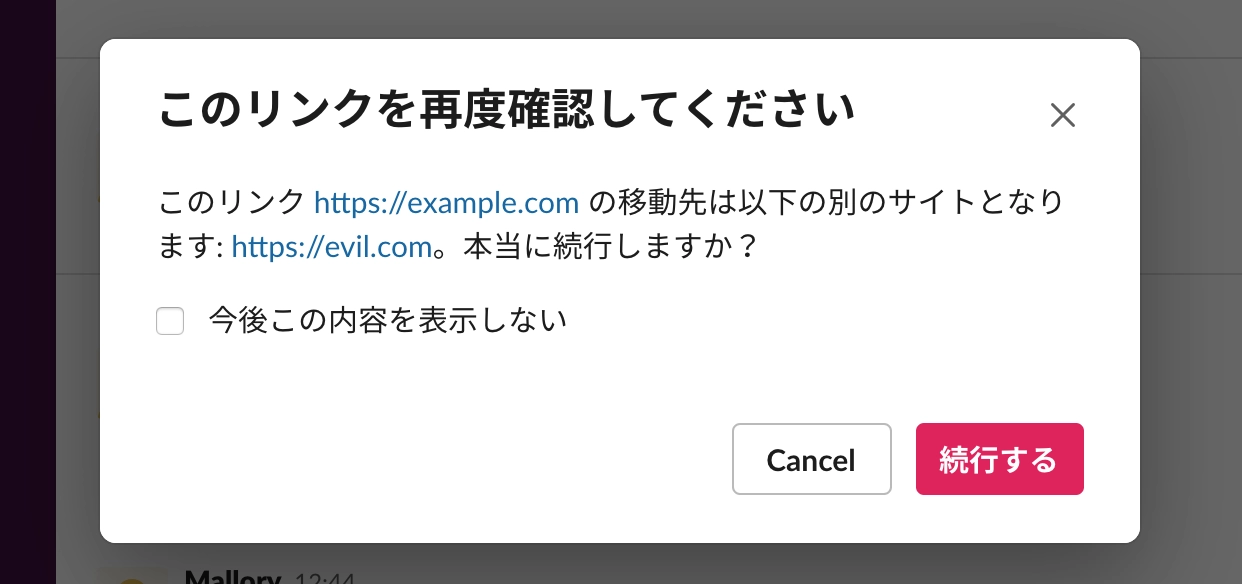 このリンクを再度確認してください
このリンク https://example.com の移動先は以下の別のサイトとなり
ます: https://evil.com。本当に続行しますか？
今後この内容を表示しない
Cancel
続行する
Mallory 12:44